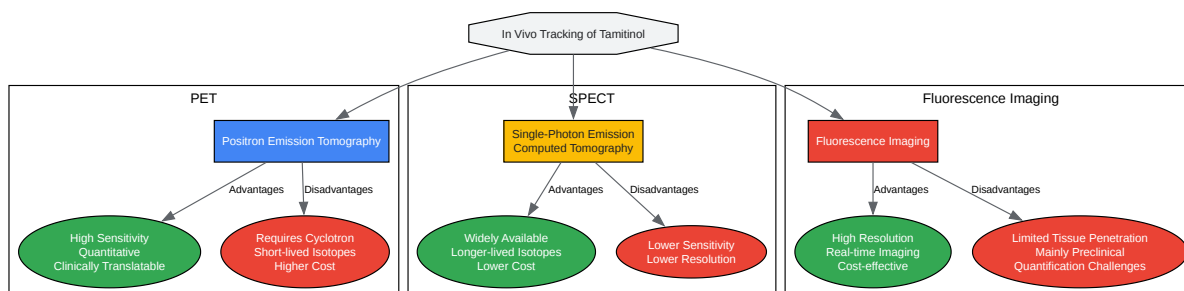 In Vivo Tracking of Tamitinol
PET
SPECT
Fluorescence Imaging
Positron Emission Tomography
Single-Photon Emission
Computed Tomography
Fluorescence Imaging
Advantages
Disadvantages
Advantages
Disadvantages
Advantages
Disadvantages
High Sensitivity
Quantitative
Clinically Translatable
Requires Cyclotron
Short-lived Isotopes
Higher Cost
Widely Available
Longer-lived Isotopes
Lower Cost
Lower Sensitivity
Lower Resolution
High Resolution
Real-time Imaging
Cost-effective
Limited Tissue Penetration
Mainly Preclinical
Quantification Challenges